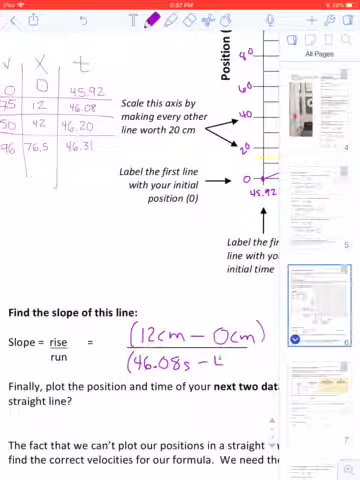 iPad
5:37 PM
89%
T
All Pages
v x t
0 0 45.92
75 12 46.08
50 42 46.20
96 76.5 46.31
Position (
80
60
40
20
0
45.92
Scale this axis by
making every other
line worth 20 cm
Label the first line
with your initial
position (0)
Label the fir
line with yo
initial time
4
5
6
7
Find the slope of this line:
Slope = rise = (12cm - 0cm)
run (46.08s - 4
Finally, plot the position and time of your next two dat
straight line?
The fact that we can't plot our positions in a straight
find the correct velocities for our formula. We need the